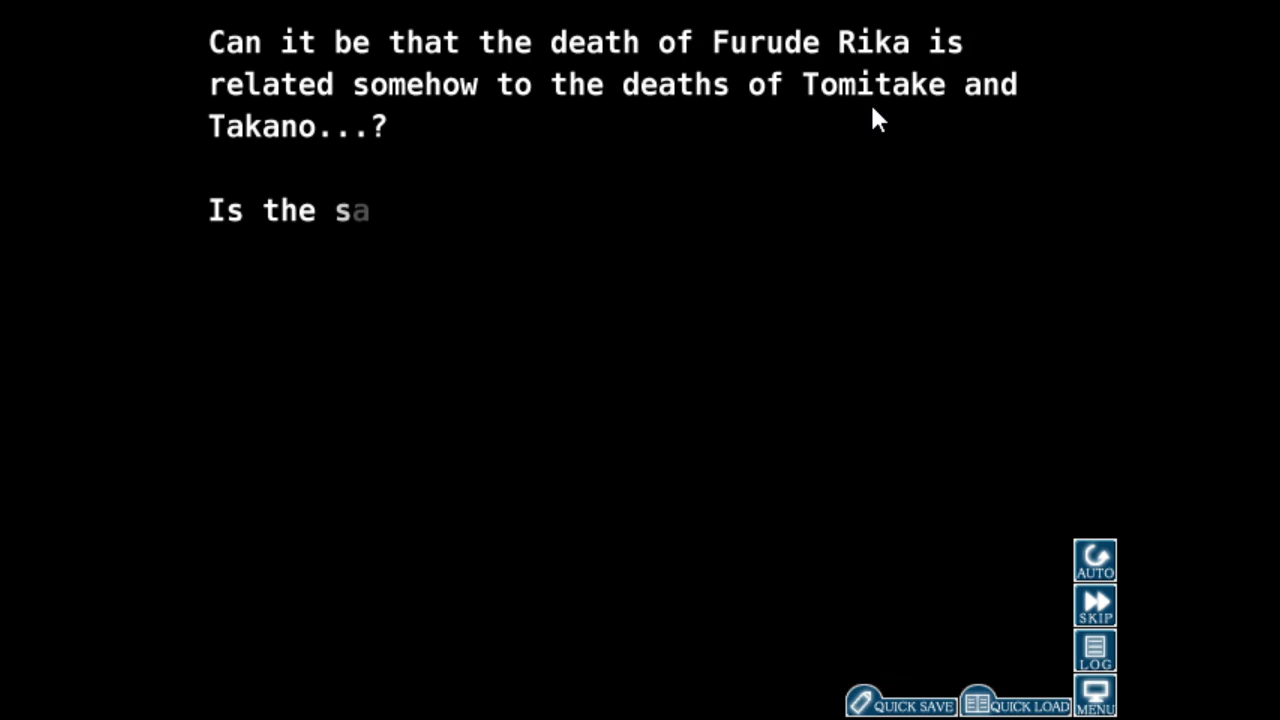 Can it be that the death of Furude Rika is
related somehow to the deaths of Tomitake and
Takano...?
Is the sa
AUTO
SKIP
LOG
QUICK SAVE
QUICK LOAD
MENU